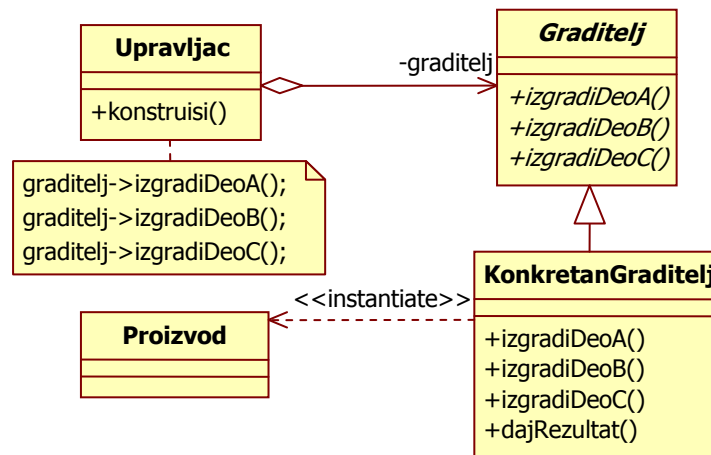 Upravljac
+konstruisi()
graditelj->izgradiDeoA();
graditelj->izgradiDeoB();
graditelj->izgradiDeoC();
-graditelj
Graditelj
+izgradiDeoA()
+izgradiDeoB()
+izgradiDeoC()
<<instantiate>>
Proizvod
KonkretanGraditelj
+izgradiDeoA()
+izgradiDeoB()
+izgradiDeoC()
+dajRezultat()